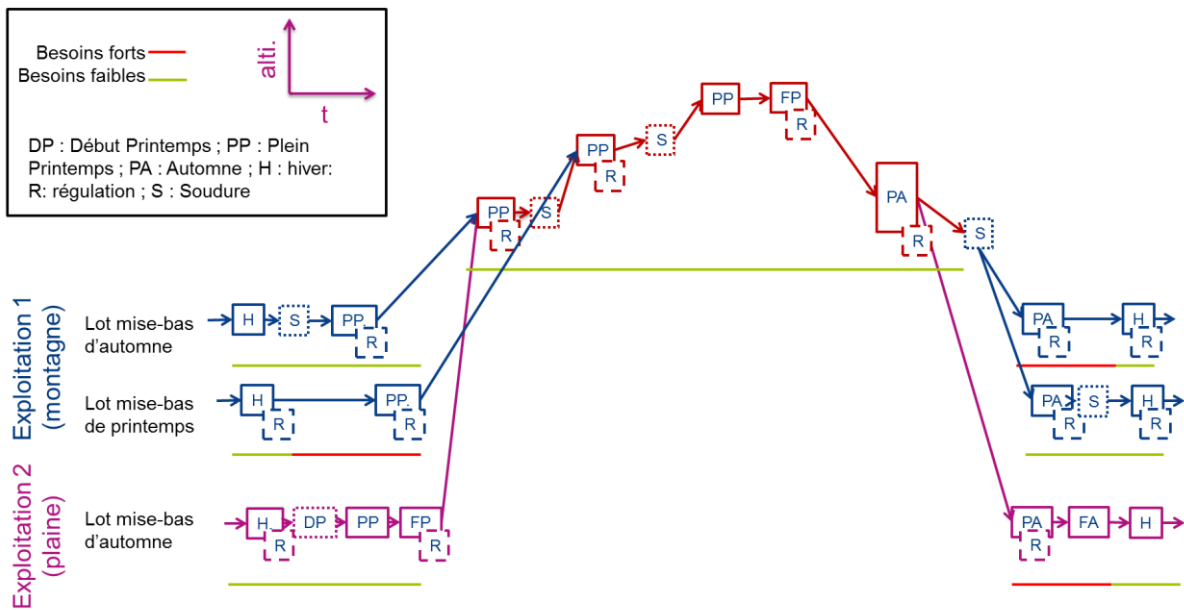 Besoins forts
Besoins faibles
alti.
t
DP : Début Printemps ; PP : Plein
Printemps ; PA : Automne ; H : hiver:
R: régulation ; S : Soudure
PP
FP
R
PP
R
S
PP
R
S
PA
R
S
Exploitation 1
(montagne)
Lot mise-bas
d'automne
H
S
PP.
R
PA
R
H
R
Lot mise-bas
de printemps
H
R
PP.
R
PA
R
S
H
R
Exploitation 2
(plaine)
Lot mise-bas
d'automne
H.
R
DP
PP
FP.
R
PA
R
FA
H